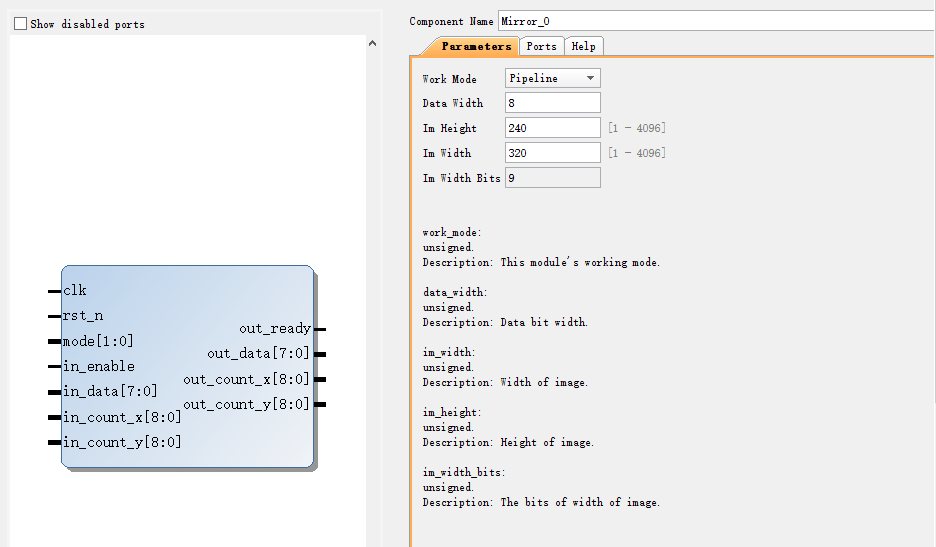 Show disabled ports
clk
rst_n
mode[1:0]
in_enable
in_data[7:0]
in_count_x[8:0]
in_count_y[8:0]
out_ready
out_data[7:0]
out_count_x[8:0]
out_count_y[8:0]
Component Name Mirror_0
Parameters Ports Help
Work Mode Pipeline
Data Width 8
Im Height 240 [1 - 4096]
Im Width 320 [1 - 4096]
Im Width Bits 9
work_mode:
unsigned.
Description: This module's working mode.
data_width:
unsigned.
Description: Data bit width.
im_width:
unsigned.
Description: Width of image.
im_height:
unsigned.
Description: Height of image.
im_width_bits:
unsigned.
Description: The bits of width of image.